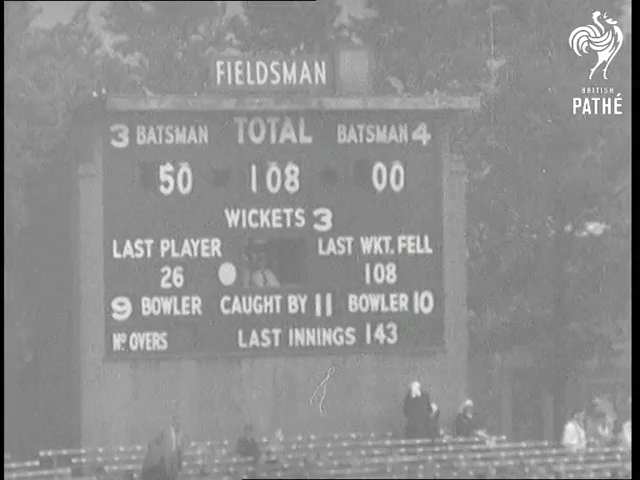 FIELDSMAN
BRITISH
PATHÉ
3 BATSMAN TOTAL BATSMAN 4
50 108 00
WICKETS 3
LAST PLAYER LAST WKT. FELL
26 108
9 BOWLER CAUGHT BY 11 BOWLER 10
Nº OVERS LAST INNINGS 143